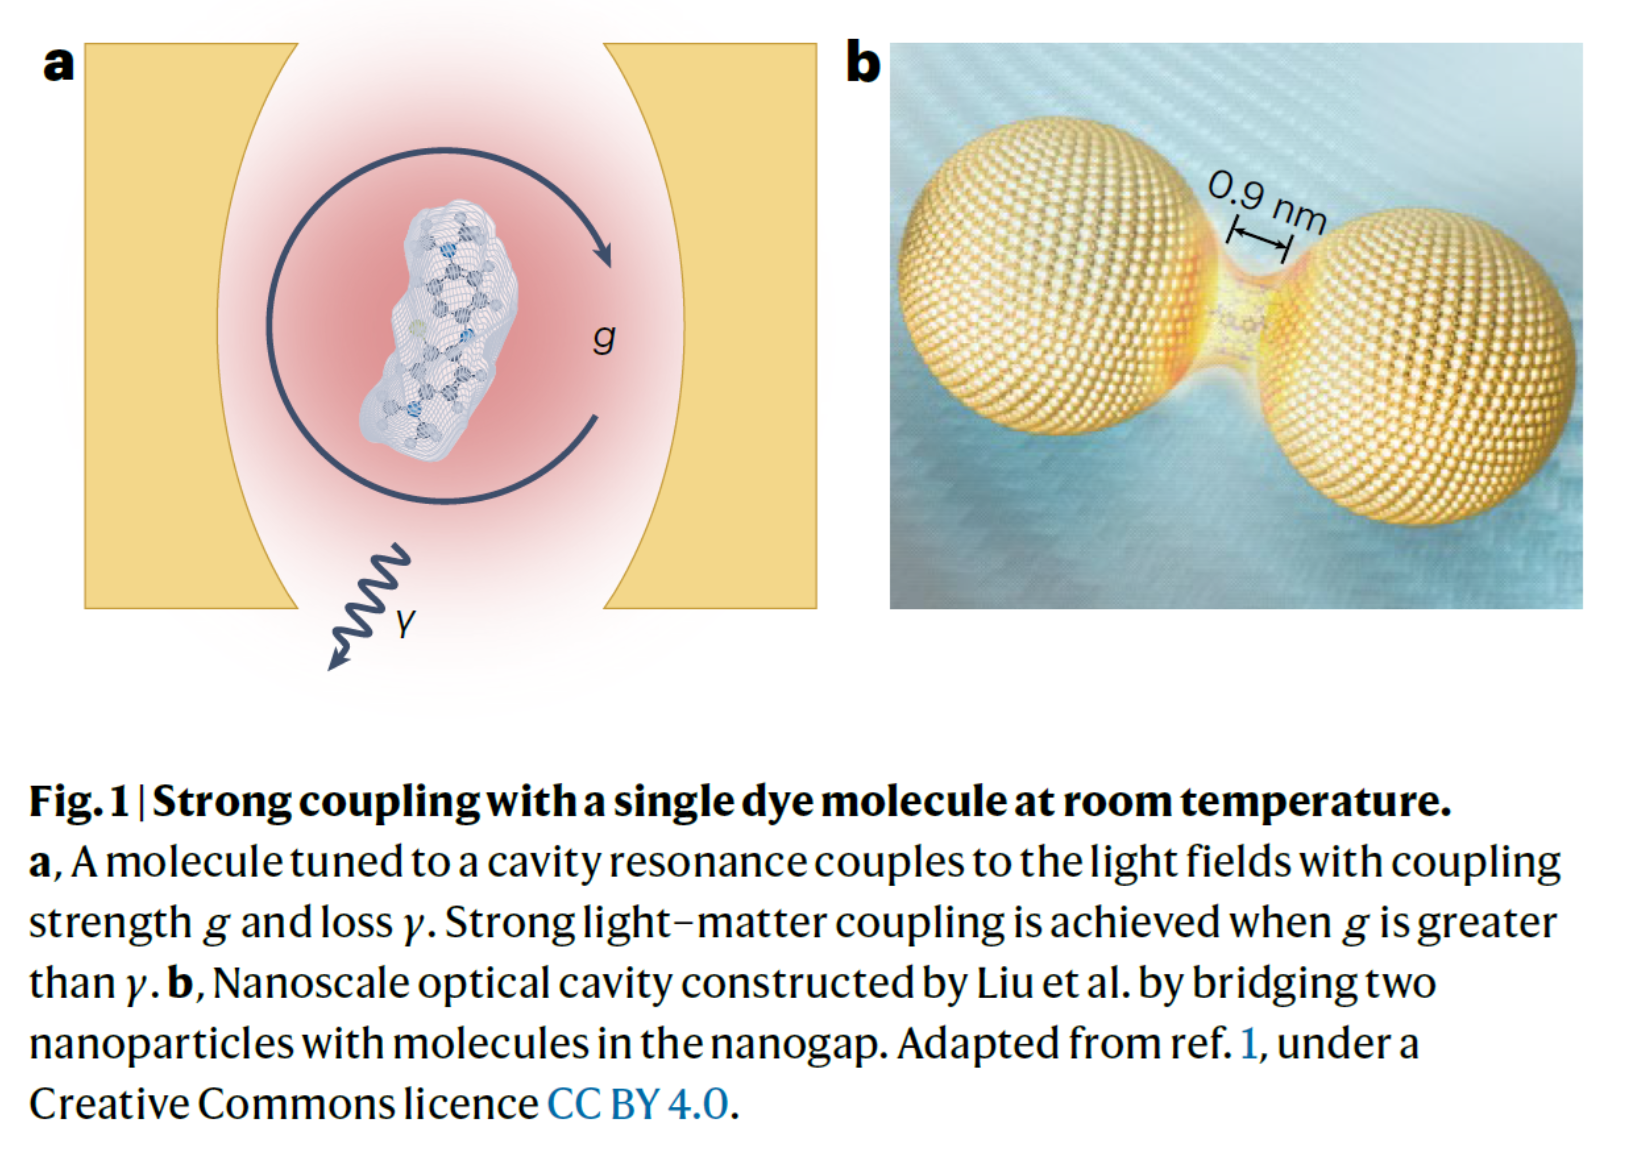 a
b
0.9 nm
g
γ
Fig. 1 | Strong coupling with a single dye molecule at room temperature.
a, A molecule tuned to a cavity resonance couples to the light fields with coupling
strength g and loss γ. Strong light–matter coupling is achieved when g is greater
than γ. b, Nanoscale optical cavity constructed by Liu et al. by bridging two
nanoparticles with molecules in the nanogap. Adapted from ref. 1, under a
Creative Commons licence CC BY 4.0.